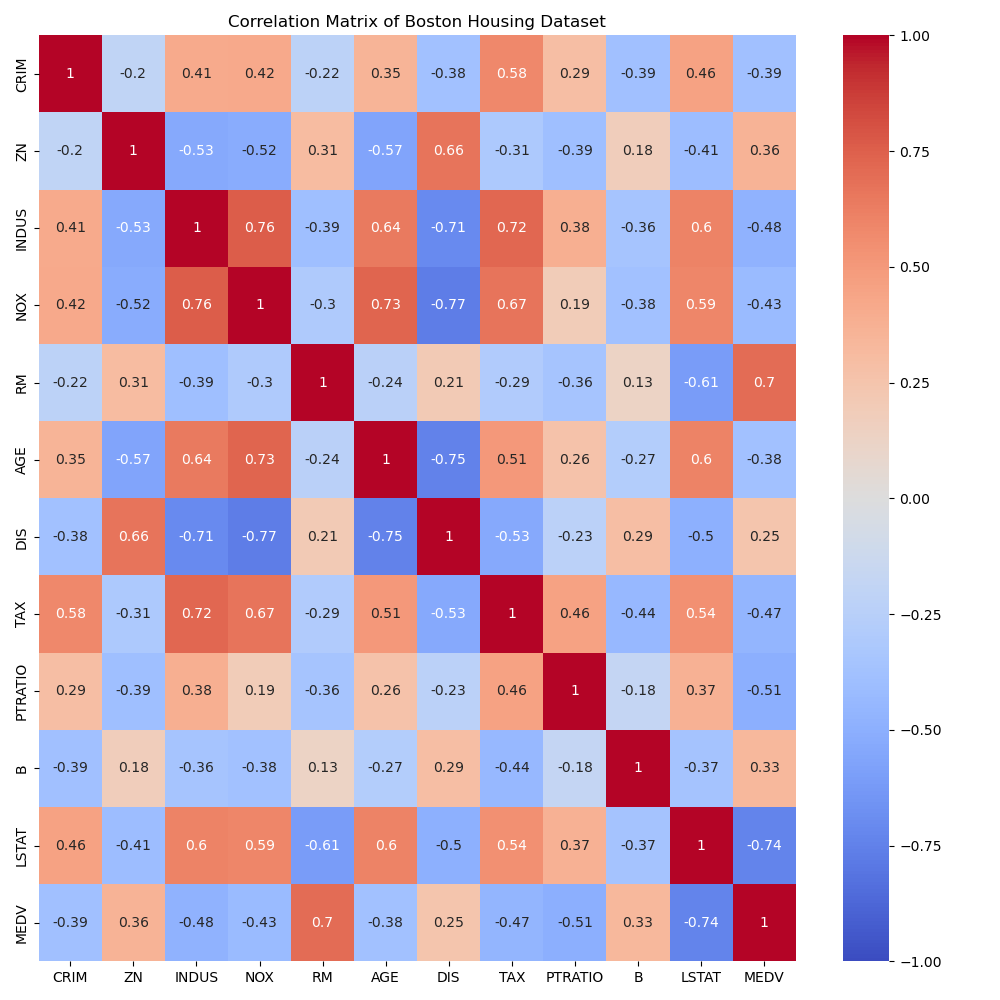 Correlation Matrix of Boston Housing Dataset
CRIM 1 -0.2 0.41 0.42 -0.22 0.35 -0.38 0.58 0.29 -0.39 0.46 -0.39
ZN -0.2 1 -0.53 -0.52 0.31 -0.57 0.66 -0.31 -0.39 0.18 -0.41 0.36
INDUS 0.41 -0.53 1 0.76 -0.39 0.64 -0.71 0.72 0.38 -0.36 0.6 -0.48
NOX 0.42 -0.52 0.76 1 -0.3 0.73 -0.77 0.67 0.19 -0.38 0.59 -0.43
RM -0.22 0.31 -0.39 -0.3 1 -0.24 0.21 -0.29 -0.36 0.13 -0.61 0.7
AGE 0.35 -0.57 0.64 0.73 -0.24 1 -0.75 0.51 0.26 -0.27 0.6 -0.38
DIS -0.38 0.66 -0.71 -0.77 0.21 -0.75 1 -0.53 -0.23 0.29 -0.5 0.25
TAX 0.58 -0.31 0.72 0.67 -0.29 0.51 -0.53 1 0.46 -0.44 0.54 -0.47
PTRATIO 0.29 -0.39 0.38 0.19 -0.36 0.26 -0.23 0.46 1 -0.18 0.37 -0.51
B -0.39 0.18 -0.36 -0.38 0.13 -0.27 0.29 -0.44 -0.18 1 -0.37 0.33
LSTAT 0.46 -0.41 0.6 0.59 -0.61 0.6 -0.5 0.54 0.37 -0.37 1 -0.74
MEDV -0.39 0.36 -0.48 -0.43 0.7 -0.38 0.25 -0.47 -0.51 0.33 -0.74 1
CRIM ZN INDUS NOX RM AGE DIS TAX PTRATIO B LSTAT MEDV
1.00
0.75
0.50
0.25
0.00
−0.25
−0.50
−0.75
−1.00